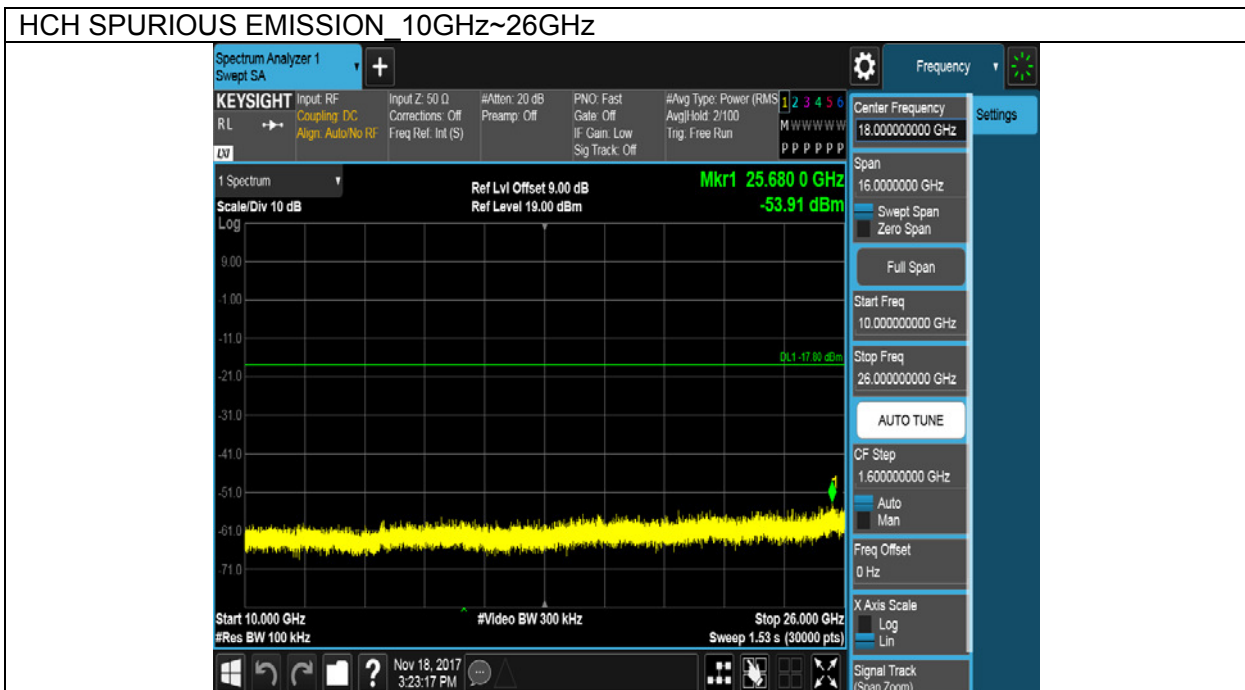 HCH SPURIOUS EMISSION_10GHz~26GHz
Spectrum Analyzer 1
Swept SA
+
Frequency
KEYSIGHT
RL
LXI
Input: RF
Coupling: DC
Align: Auto/No RF
Input Z: 50 Ω
Corrections: Off
Freq Ref: Int (S)
#Atten: 20 dB
Preamp: Off
PNO: Fast
Gate: Off
IF Gain: Low
Sig Track: Off
#Avg Type: Power (RMS
Avg|Hold: 2/100
Trig: Free Run
1 2 3 4 5 6
M W W W W W
P P P P P P
1 Spectrum
Scale/Div 10 dB
Ref Lvl Offset 9.00 dB
Ref Level 19.00 dBm
Mkr1 25.680 0 GHz
-53.91 dBm
Log
9.00
-1.00
-11.0
DL1 -17.80 dBm
-21.0
-31.0
-41.0
-51.0
1
-61.0
-71.0
Start 10.000 GHz
#Res BW 100 kHz
#Video BW 300 kHz
Stop 26.000 GHz
Sweep 1.53 s (30000 pts)
?
Nov 18, 2017
3:23:17 PM
Center Frequency
18.000000000 GHz
Span
16.0000000 GHz
Swept Span
Zero Span
Full Span
Start Freq
10.000000000 GHz
Stop Freq
26.000000000 GHz
AUTO TUNE
CF Step
1.600000000 GHz
Auto
Man
Freq Offset
0 Hz
X Axis Scale
Log
Lin
Signal Track
(Span Zoom)
Settings